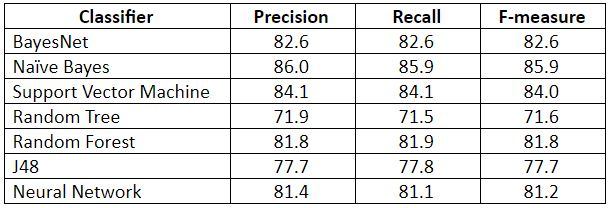 Classifier Precision Recall F-measure
BayesNet 82.6 82.6 82.6
Naïve Bayes 86.0 85.9 85.9
Support Vector Machine 84.1 84.1 84.0
Random Tree 71.9 71.5 71.6
Random Forest 81.8 81.9 81.8
J48 77.7 77.8 77.7
Neural Network 81.4 81.1 81.2